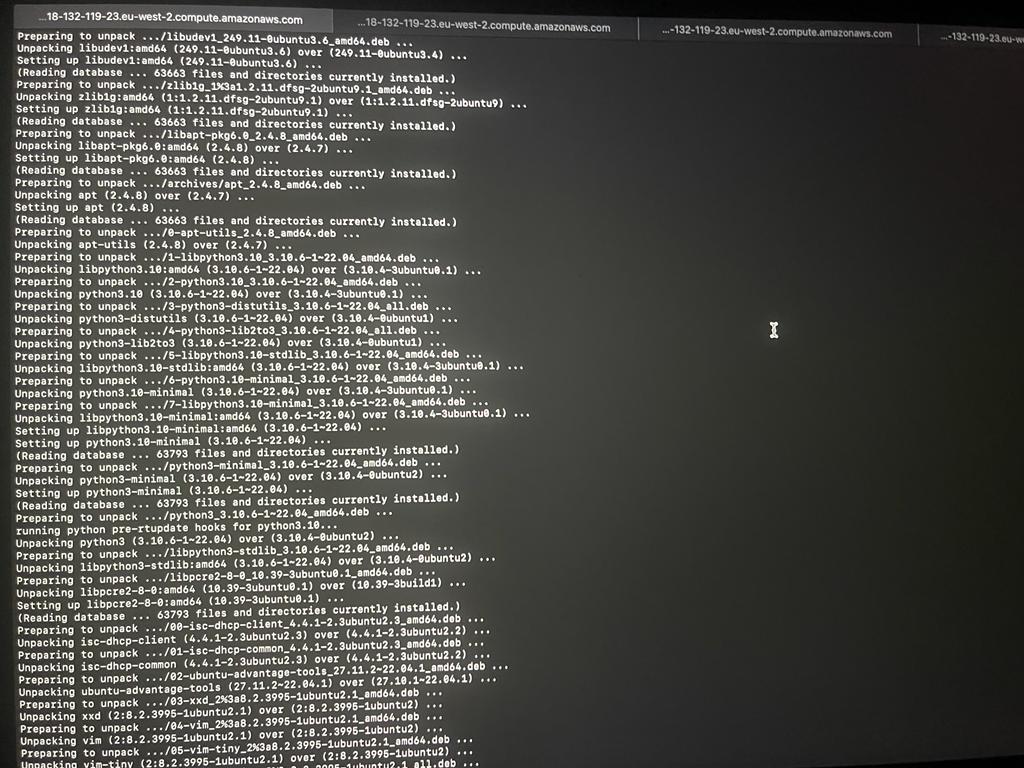 ...18-132-119-23.eu-west-2.compute.amazonaws.com
...18-132-119-23.eu-west-2.compute.amazonaws.com
...-132-119-23.eu-west-2.compute.amazonaws.com
...-132-119-23.eu-w
Preparing to unpack .../libudev1_249.11-0ubuntu3.6_amd64.deb ...
Unpacking libudev1:amd64 (249.11-0ubuntu3.6) over (249.11-0ubuntu3.4) ...
Setting up libudev1:amd64 (249.11-0ubuntu3.6) ...
(Reading database ... 63663 files and directories currently installed.)
Preparing to unpack .../zlib1g_1%3a1.2.11.dfsg-2ubuntu9.1_amd64.deb ...
Unpacking zlib1g:amd64 (1:1.2.11.dfsg-2ubuntu9.1) over (1:1.2.11.dfsg-2ubuntu9) ...
Setting up zlib1g:amd64 (1:1.2.11.dfsg-2ubuntu9.1) ...
(Reading database ... 63663 files and directories currently installed.)
Preparing to unpack .../libapt-pkg6.0_2.4.8_amd64.deb ...
Unpacking libapt-pkg6.0:amd64 (2.4.8) over (2.4.7) ...
Setting up libapt-pkg6.0:amd64 (2.4.8) ...
(Reading database ... 63663 files and directories currently installed.)
Preparing to unpack .../archives/apt_2.4.8_amd64.deb ...
Unpacking apt (2.4.8) over (2.4.7) ...
Setting up apt (2.4.8) ...
(Reading database ... 63663 files and directories currently installed.)
Preparing to unpack .../0-apt-utils_2.4.8_amd64.deb ...
Unpacking apt-utils (2.4.8) over (2.4.7) ...
Preparing to unpack .../1-libpython3.10_3.10.6-1~22.04_amd64.deb ...
Unpacking libpython3.10:amd64 (3.10.6-1~22.04) over (3.10.4-3ubuntu0.1) ...
Preparing to unpack .../2-python3.10_3.10.6-1~22.04_amd64.deb ...
Unpacking python3.10 (3.10.6-1~22.04) over (3.10.4-3ubuntu0.1) ...
Preparing to unpack .../3-python3-distutils_3.10.6-1~22.04_all.deb ...
Unpacking python3-distutils (3.10.6-1~22.04) over (3.10.4-0ubuntu1) ...
Preparing to unpack .../4-python3-lib2to3_3.10.6-1~22.04_all.deb ...
Unpacking python3-lib2to3 (3.10.6-1~22.04) over (3.10.4-0ubuntu1) ...
Preparing to unpack .../5-libpython3.10-stdlib_3.10.6-1~22.04_amd64.deb ...
Unpacking libpython3.10-stdlib:amd64 (3.10.6-1~22.04) over (3.10.4-3ubuntu0.1) ...
Preparing to unpack .../6-python3.10-minimal_3.10.6-1~22.04_amd64.deb ...
Unpacking python3.10-minimal (3.10.6-1~22.04) over (3.10.4-3ubuntu0.1) ...
Preparing to unpack .../7-libpython3.10-minimal_3.10.6-1~22.04_amd64.deb ...
Unpacking libpython3.10-minimal:amd64 (3.10.6-1~22.04) over (3.10.4-3ubuntu0.1) ...
Setting up libpython3.10-minimal:amd64 (3.10.6-1~22.04) ...
Setting up python3.10-minimal (3.10.6-1~22.04) ...
(Reading database ... 63793 files and directories currently installed.)
Preparing to unpack .../python3-minimal_3.10.6-1~22.04_amd64.deb ...
Unpacking python3-minimal (3.10.6-1~22.04) over (3.10.4-0ubuntu2) ...
Setting up python3-minimal (3.10.6-1~22.04) ...
(Reading database ... 63793 files and directories currently installed.)
Preparing to unpack .../python3_3.10.6-1~22.04_amd64.deb ...
running python pre-rtupdate hooks for python3.10...
Unpacking python3 (3.10.6-1~22.04) over (3.10.4-0ubuntu2) ...
Preparing to unpack .../libpython3-stdlib_3.10.6-1~22.04_amd64.deb ...
Unpacking libpython3-stdlib:amd64 (3.10.6-1~22.04) over (3.10.4-0ubuntu2) ...
Preparing to unpack .../libpcre2-8-0_10.39-3ubuntu0.1_amd64.deb ...
Unpacking libpcre2-8-0:amd64 (10.39-3ubuntu0.1) over (10.39-3build1) ...
Setting up libpcre2-8-0:amd64 (10.39-3ubuntu0.1) ...
(Reading database ... 63793 files and directories currently installed.)
Preparing to unpack .../00-isc-dhcp-client_4.4.1-2.3ubuntu2.3_amd64.deb ...
Unpacking isc-dhcp-client (4.4.1-2.3ubuntu2.3) over (4.4.1-2.3ubuntu2.2) ...
Preparing to unpack .../01-isc-dhcp-common_4.4.1-2.3ubuntu2.3_amd64.deb ...
Unpacking isc-dhcp-common (4.4.1-2.3ubuntu2.3) over (4.4.1-2.3ubuntu2.2) ...
Preparing to unpack .../02-ubuntu-advantage-tools_27.11.2~22.04.1_amd64.deb ...
Unpacking ubuntu-advantage-tools (27.11.2~22.04.1) over (27.10.1~22.04.1) ...
Preparing to unpack .../03-xxd_2%3a8.2.3995-1ubuntu2.1_amd64.deb ...
Unpacking xxd (2:8.2.3995-1ubuntu2.1) over (2:8.2.3995-1ubuntu2) ...
Preparing to unpack .../04-vim_2%3a8.2.3995-1ubuntu2.1_amd64.deb ...
Unpacking vim (2:8.2.3995-1ubuntu2.1) over (2:8.2.3995-1ubuntu2) ...
Preparing to unpack .../05-vim-tiny_2%3a8.2.3995-1ubuntu2.1_amd64.deb ...
Unpacking vim-tiny (2:8.2.3995-1ubuntu2.1) over (2:8.2.3995-1ubuntu2) ...